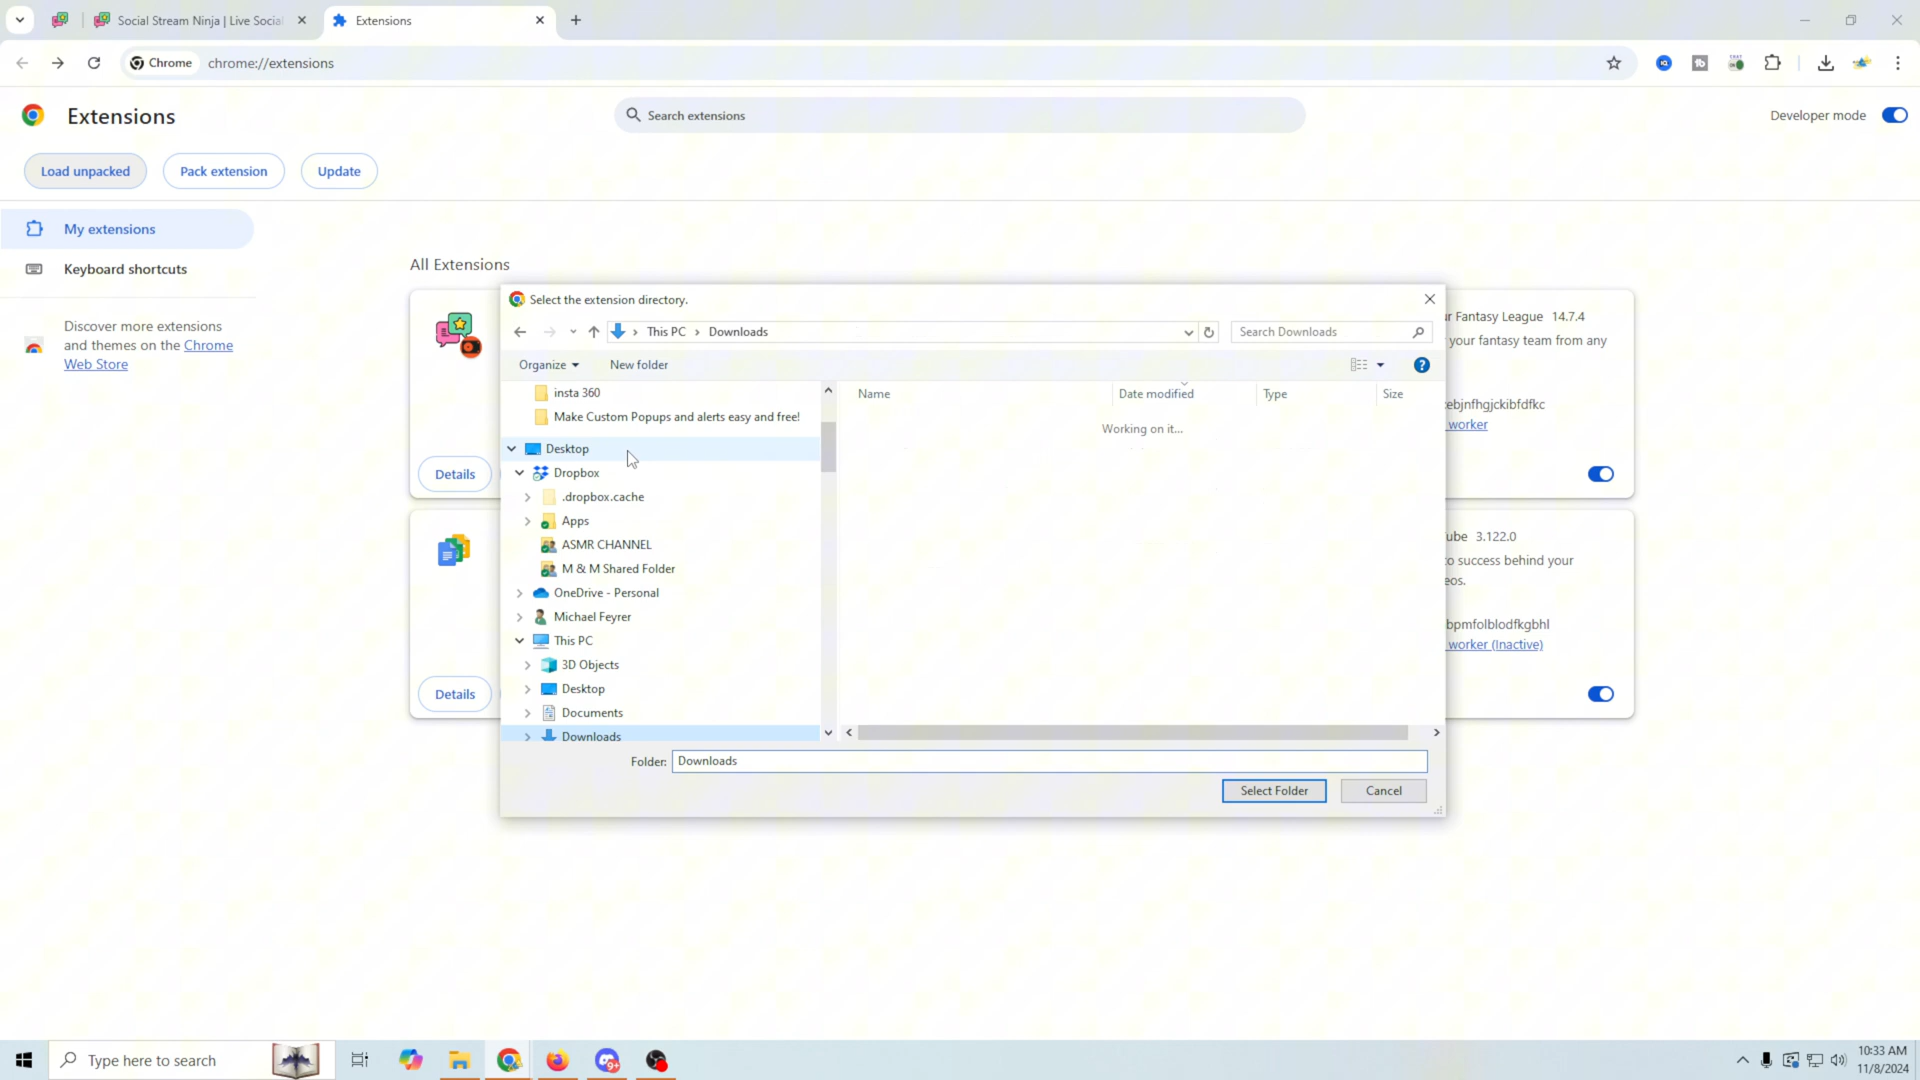 Social Stream Ninja | Live Social
Extensions
Chrome
chrome://extensions
Extensions
Search extensions
Developer mode
Load unpacked
Pack extension
Update
My extensions
Keyboard shortcuts
Discover more extensions
and themes on the Chrome
Web Store
All Extensions
Details
Details
Select the extension directory.
This PC
Downloads
Search Downloads
Organize
New folder
insta 360
Make Custom Popups and alerts easy and free!
Desktop
Dropbox
.dropbox.cache
Apps
ASMR CHANNEL
M & M Shared Folder
OneDrive - Personal
Michael Feyrer
This PC
3D Objects
Desktop
Documents
Downloads
Name
Date modified
Type
Size
Working on it...
Folder:
Downloads
Select Folder
Cancel
r Fantasy League 14.7.4
your fantasy team from any
ebjnfhgjckibfdfkc
worker
ube 3.122.0
to success behind your
eos.
bpmfolblodfkgbhl
worker (Inactive)
Type here to search
9+
10:33 AM
11/8/2024